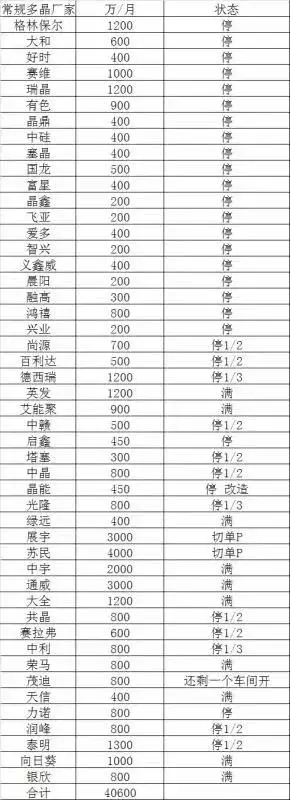 常规多晶厂家 万/月 状态
格林保尔 1200 停
大和 600 停
好时 400 停
赛维 1000 停
瑞晶 1200 停
有色 900 停
晶鼎 400 停
中硅 400 停
塞晶 400 停
国龙 500 停
富星 400 停
晶鑫 200 停
飞亚 200 停
爱多 400 停
智兴 200 停
义鑫威 400 停
晨阳 200 停
融高 300 停
鸿禧 800 停
兴业 200 停
尚源 700 停1/2
百利达 500 停1/2
德西瑞 1200 停1/3
英发 1200 满
艾能聚 900 满
中赣 500 停1/2
启鑫 450 停
塔塞 300 停1/2
中晶 800 停1/2
晶能 450 停 改造
光隆 800 停1/3
绿远 400 满
展宇 3000 切单P
苏民 4000 切单P
中宇 2000 满
通威 3000 满
大全 1200 满
共晶 800 停1/2
赛拉弗 600 停1/2
中利 800 停1/3
荣马 800 满
茂迪 800 还剩一个车间开
天信 400 满
力诺 800 停
润峰 800 停1/2
泰明 1300 停1/2
向日葵 1000 满
银欣 800 满
合计 40600